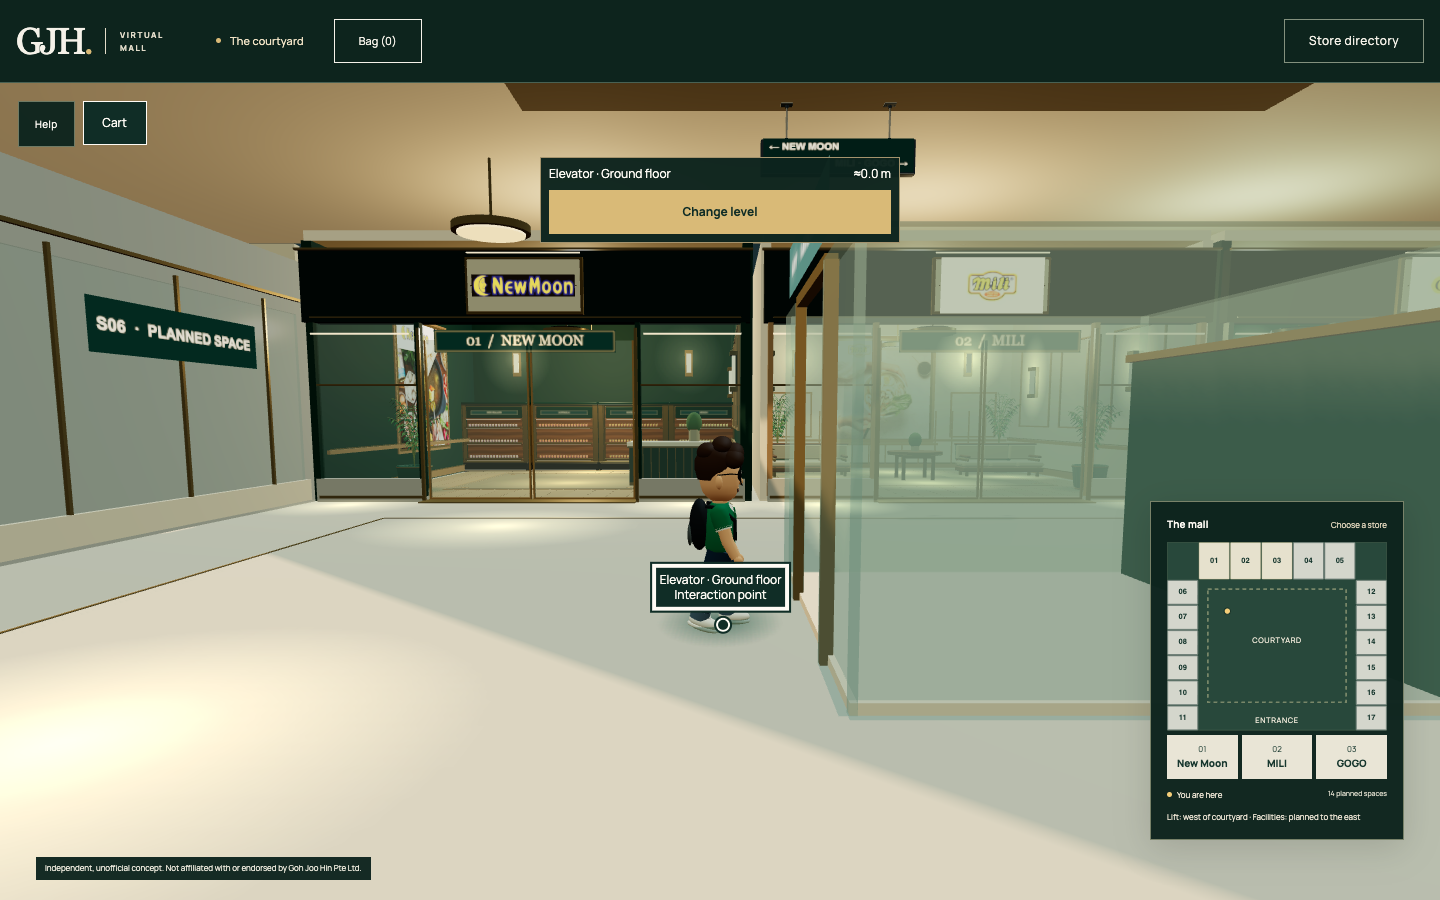 GJH.
VIRTUAL
MALL
The courtyard
Bag (0)
Store directory
Help
Cart
← NEW MOON
Elevator · Ground floor
≈0.0 m
Change level
NewMoon
MiLi
S06 · PLANNED SPACE
01 / NEW MOON
02 / MILI
Elevator · Ground floor
Interaction point
The mall
Choose a store
01 02 03 04 05
06 12
07 13
COURTYARD
08 14
09 15
10 16
11 17
ENTRANCE
01
New Moon
02
MILI
03
GOGO
You are here
14 planned spaces
Lift: west of courtyard · Facilities: planned to the east
Independent, unofficial concept. Not affiliated with or endorsed by Goh Joo Hin Pte Ltd.